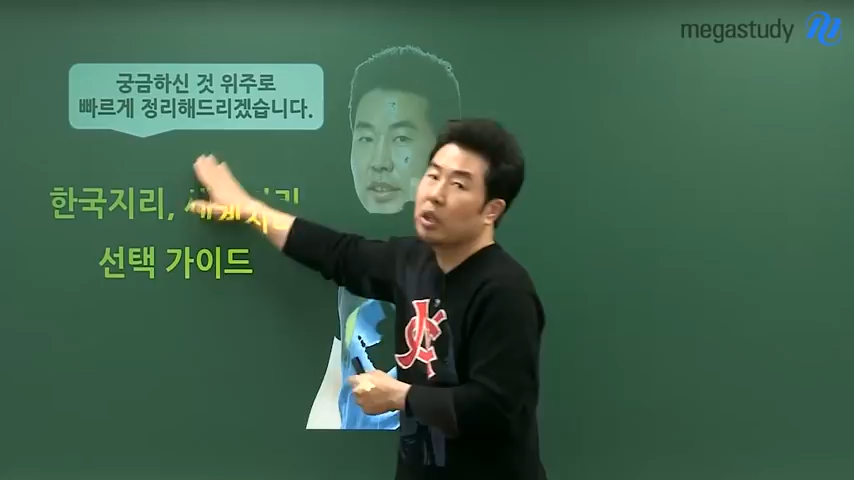 megastudy
궁금하신 것 위주로
빠르게 정리해드리겠습니다.
한국지리,
선택 가이드